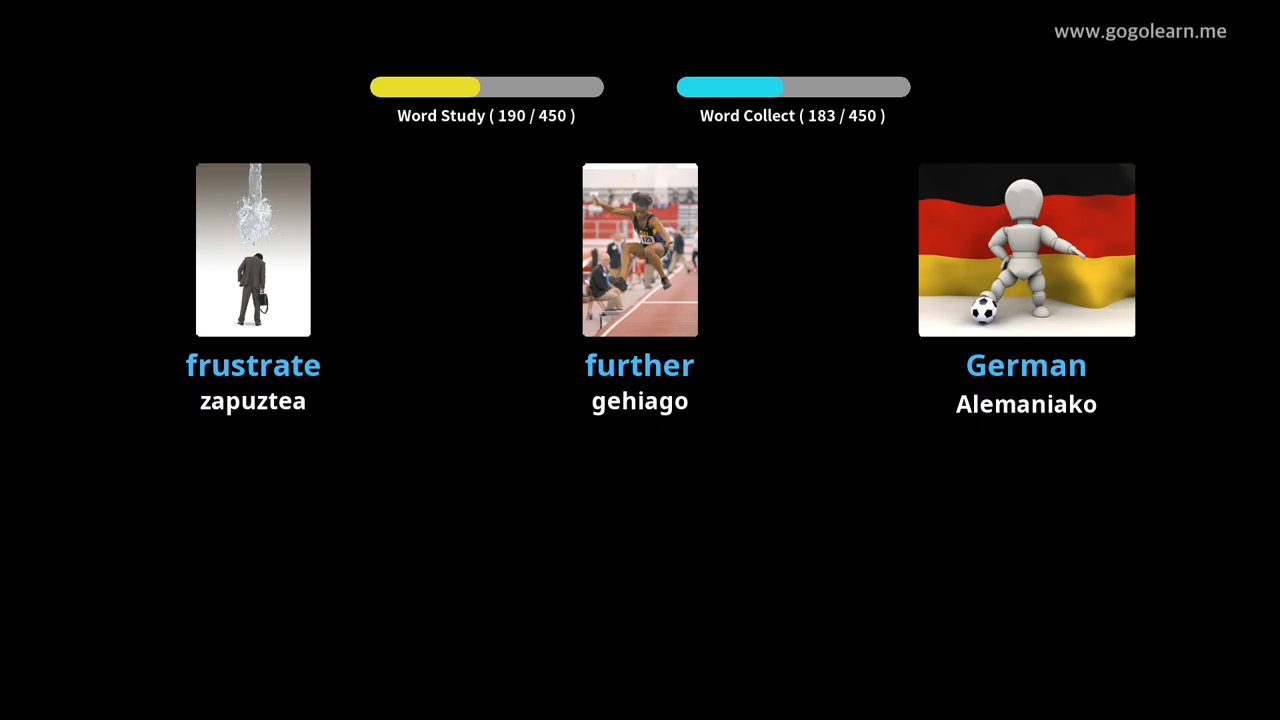 www.gogolearn.me
Word Study ( 190 / 450 )
Word Collect ( 183 / 450 )
frustrate
zapuztea
further
gehiago
German
Alemaniako